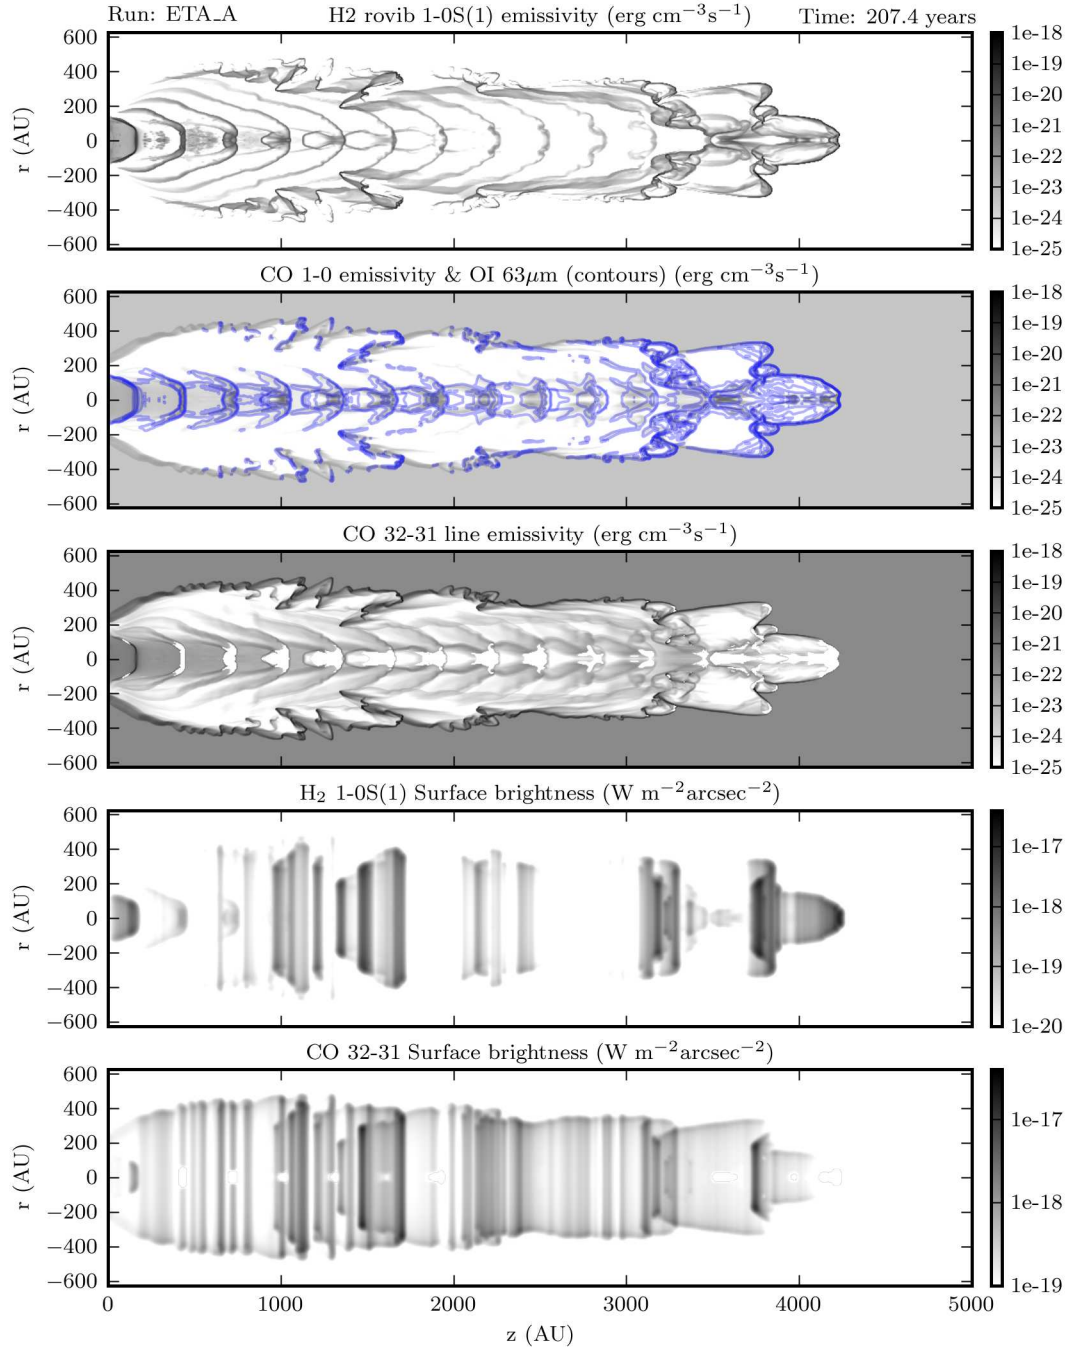 Run: ETA_A H2 rovib 1-0S(1) emissivity (erg cm⁻³s⁻¹) Time: 207.4 years
600
400
200
0
−200
−400
−600
r (AU)
1e-18
1e-19
1e-20
1e-21
1e-22
1e-23
1e-24
1e-25
CO 1-0 emissivity & OI 63μm (contours) (erg cm⁻³s⁻¹)
600
400
200
0
−200
−400
−600
r (AU)
1e-18
1e-19
1e-20
1e-21
1e-22
1e-23
1e-24
1e-25
CO 32-31 line emissivity (erg cm⁻³s⁻¹)
600
400
200
0
−200
−400
−600
r (AU)
1e-18
1e-19
1e-20
1e-21
1e-22
1e-23
1e-24
1e-25
H₂ 1-0S(1) Surface brightness (W m⁻²arcsec⁻²)
600
400
200
0
−200
−400
−600
r (AU)
1e-17
1e-18
1e-19
1e-20
CO 32-31 Surface brightness (W m⁻²arcsec⁻²)
600
400
200
0
−200
−400
−600
r (AU)
1e-17
1e-18
1e-19
0 1000 2000 3000 4000 5000
z (AU)